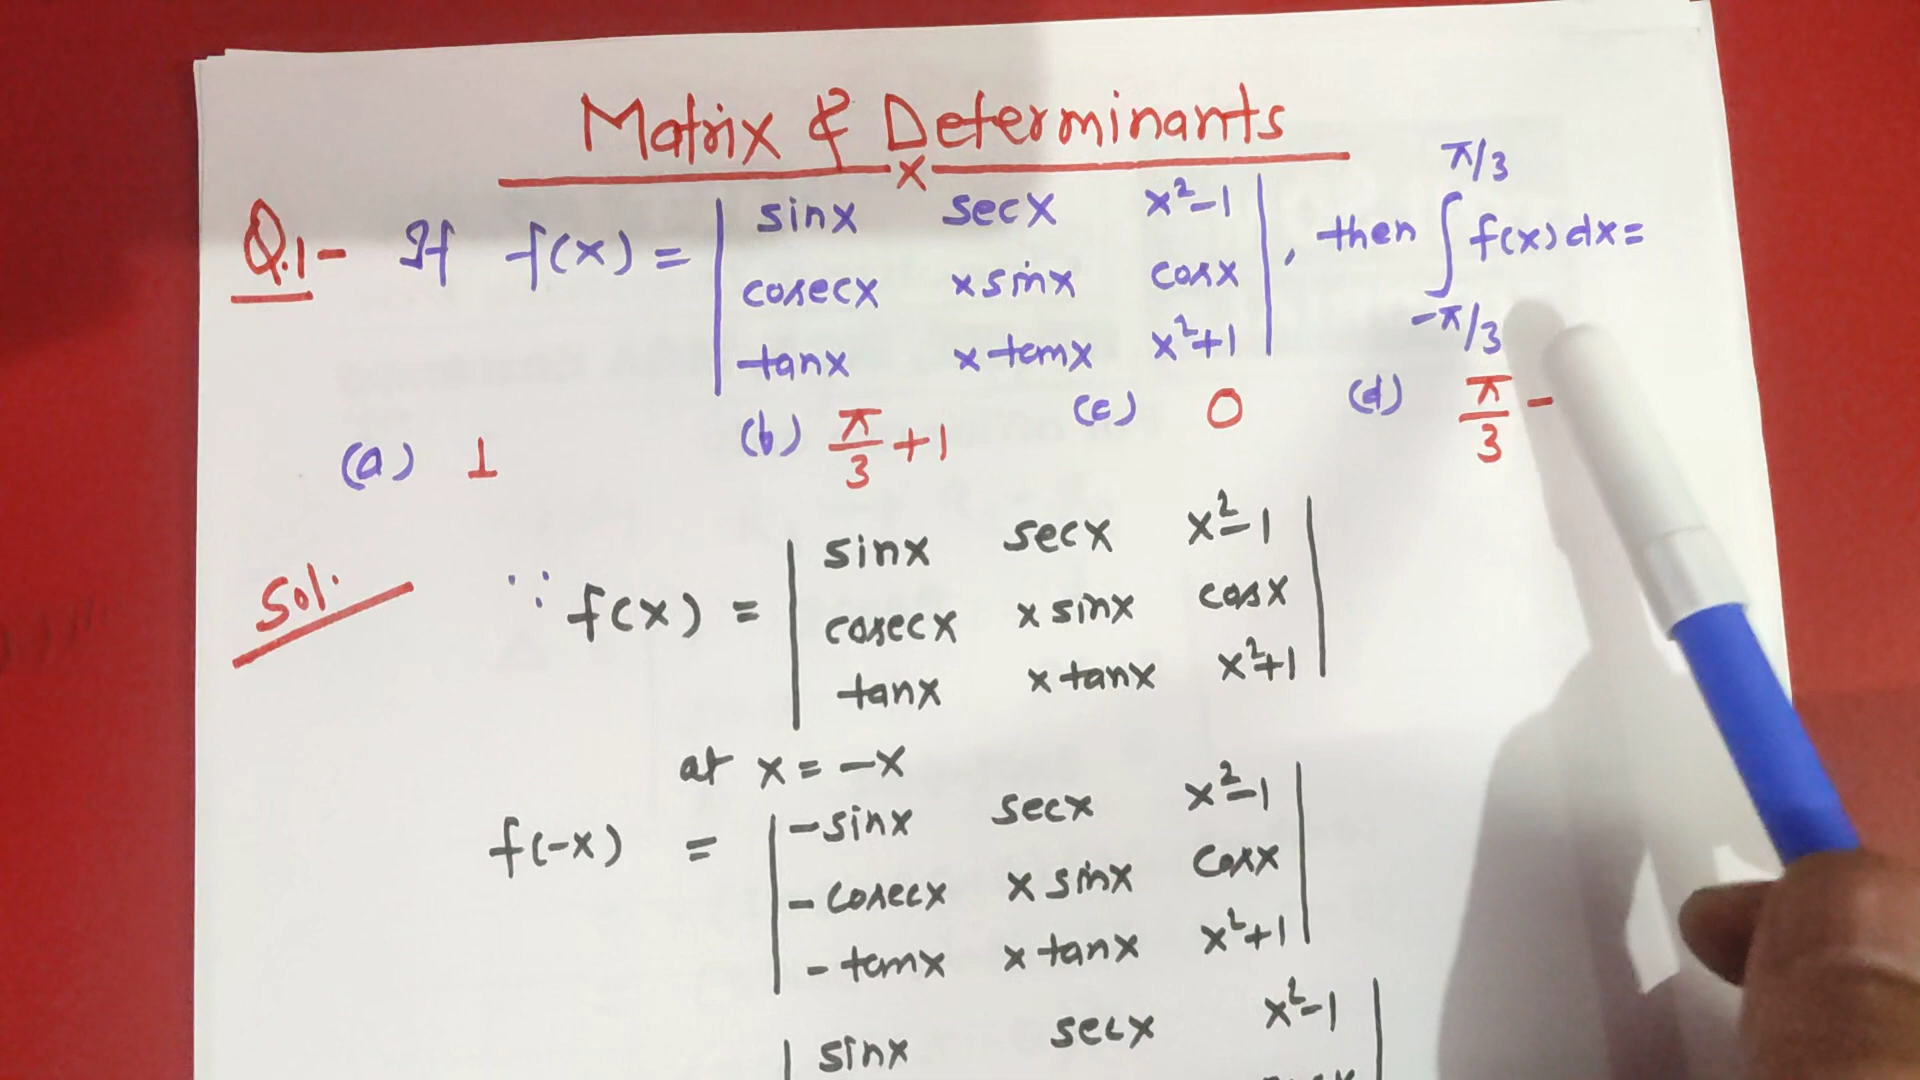 Matrix & Determinants
x
Q.1- If f(x) = | sinx secx x²-1 |, then ∫ f(x) dx =
π/3
| cosecx xsinx cosx |
-π/3
| tanx xtanx x²+1 |
(a) 1 (b) π/3 +1 (c) 0 (d) π/3 -
Sol. ∵ f(x) = | sinx secx x²-1 |
| cosecx xsinx cosx |
| tanx xtanx x²+1 |
at x = -x
f(-x) = | -sinx secx x²-1 |
| -cosecx xsinx cosx |
| -tanx xtanx x²+1 |
| sinx secx x²-1 |